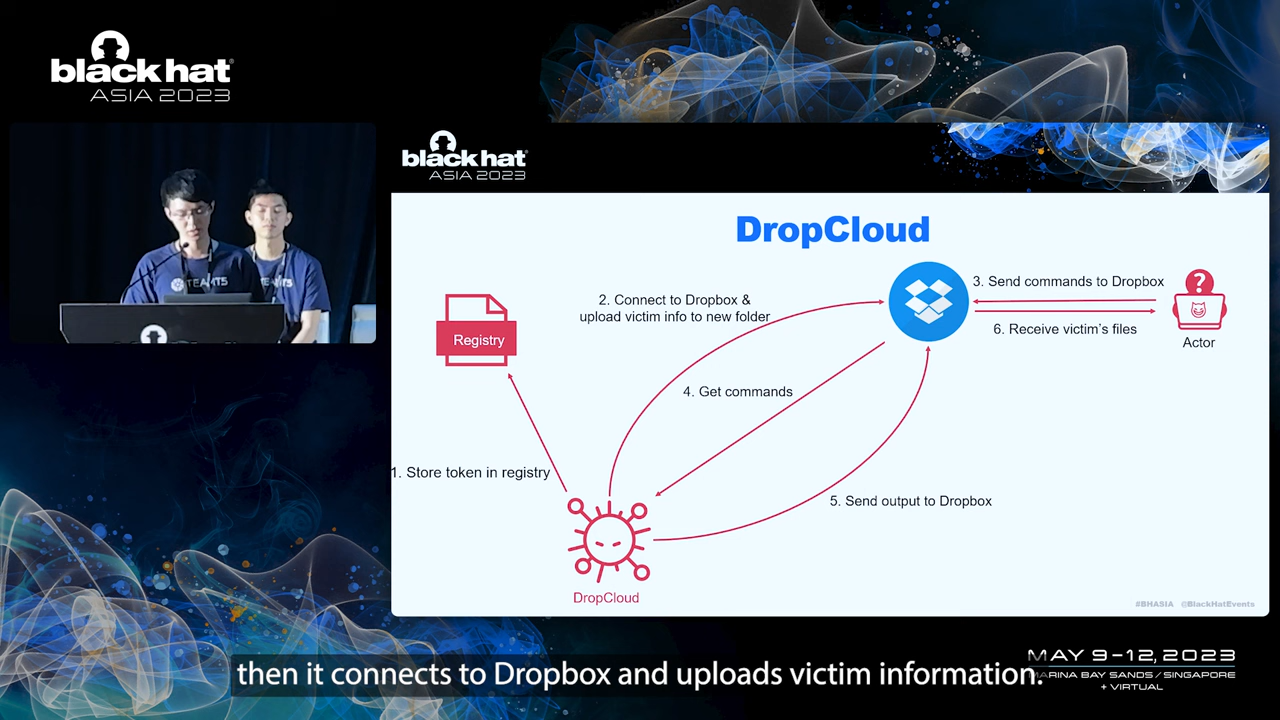 black hat
ASIA 2023
black hat
ASIA 2023
TEAMT5
DropCloud
Registry
2. Connect to Dropbox &
upload victim info to new folder
3. Send commands to Dropbox
6. Receive victim's files
?
Actor
4. Get commands
1. Store token in registry
5. Send output to Dropbox
DropCloud
#BHASIA @BlackHatEvents
then it connects to Dropbox and uploads victim information.
MAY 9-12, 2023
MARINA BAY SANDS / SINGAPORE
+ VIRTUAL